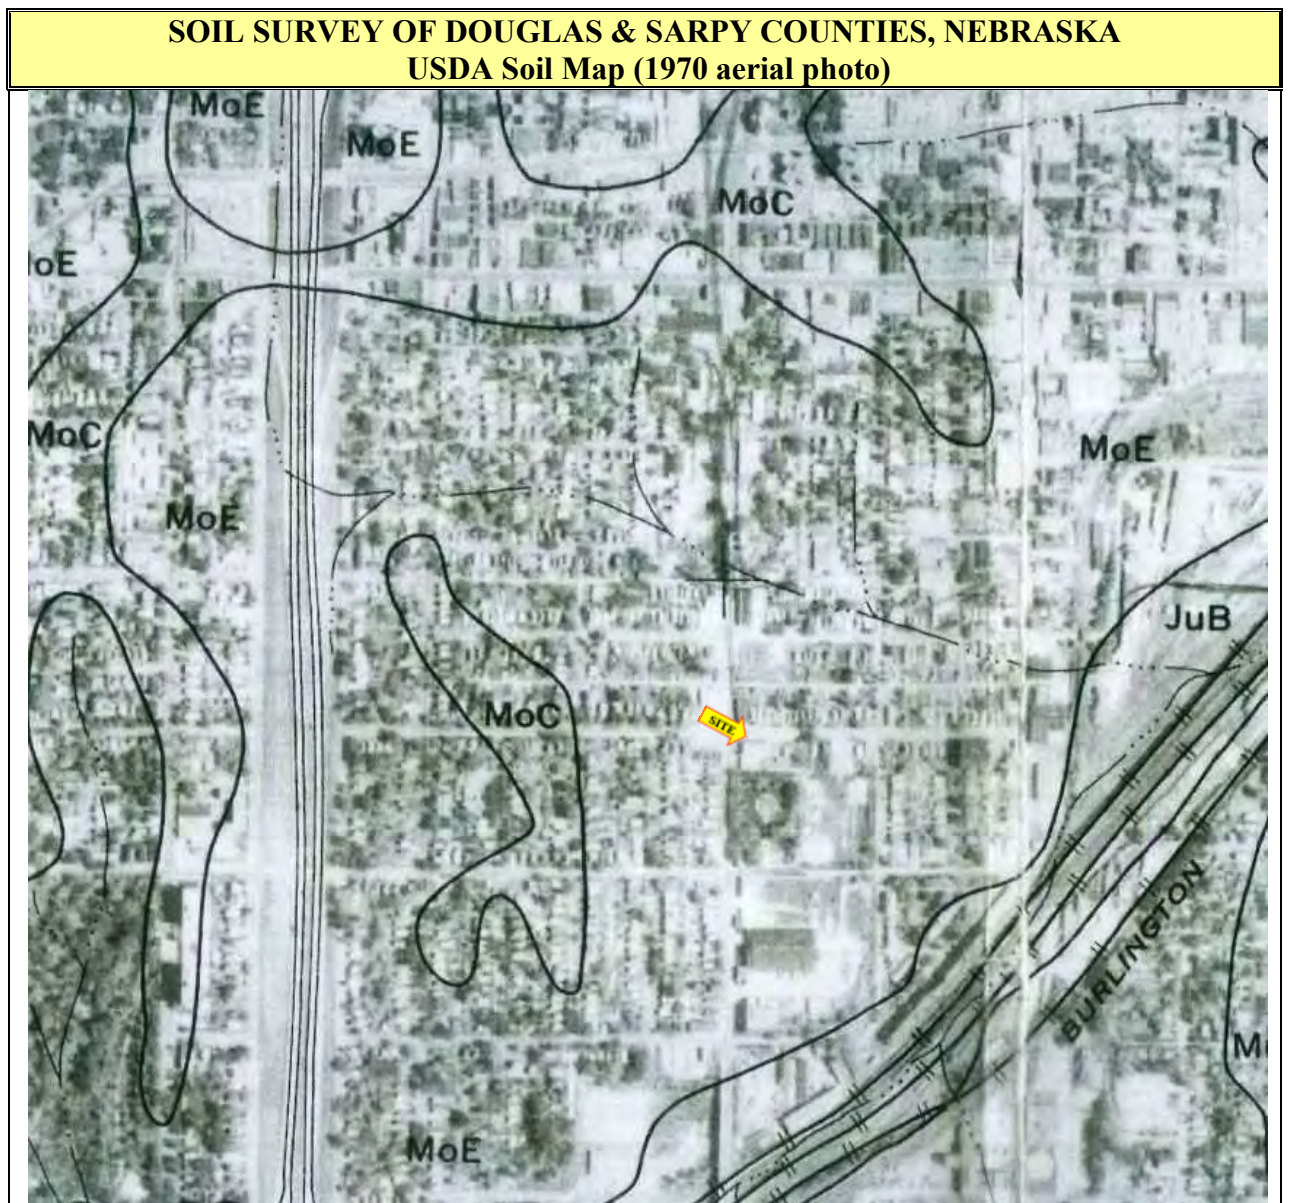 SOIL SURVEY OF DOUGLAS & SARPY COUNTIES, NEBRASKA
USDA Soil Map (1970 aerial photo)
MoE
MoE
MoC
oE
MoC
MoE
MoE
JuB
MoC
SITE
BURLINGTON
M
MoE